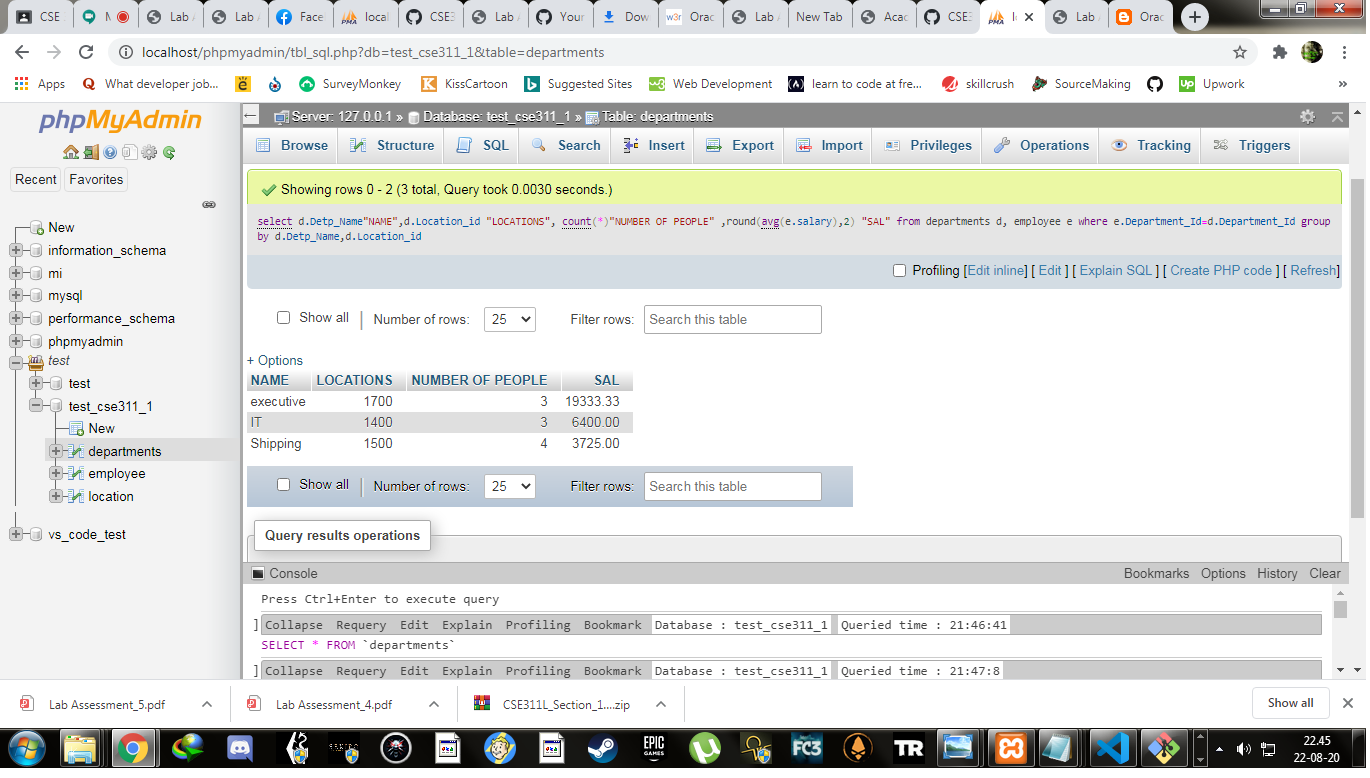 CSE
M
Lab
Lab
Face
local
CSE3
Lab
Your
Dow
w3r Orac
Lab
New Tab
Acac
CSE3
PMA
Lab
Orac
localhost/phpmyadmin/tbl_sql.php?db=test_cse311_1&table=departments
Apps
What developer job...
SurveyMonkey
KissCartoon
Suggested Sites
Web Development
learn to code at fre...
skillcrush
SourceMaking
Up Upwork
»
phpMyAdmin
Recent
Favorites
New
information_schema
mi
mysql
performance_schema
phpmyadmin
test
test
test_cse311_1
New
departments
employee
location
vs_code_test
Server: 127.0.0.1 » Database: test_cse311_1 » Table: departments
Browse Structure SQL Search Insert Export Import Privileges Operations Tracking Triggers
Showing rows 0 - 2 (3 total, Query took 0.0030 seconds.)
select d.Detp_Name"NAME",d.Location_id "LOCATIONS", count(*)"NUMBER OF PEOPLE" ,round(avg(e.salary),2) "SAL" from departments d, employee e where e.Department_Id=d.Department_Id group
by d.Detp_Name,d.Location_id
Profiling [Edit inline] [ Edit ] [ Explain SQL ] [ Create PHP code ] [ Refresh]
Show all | Number of rows: 25 Filter rows: Search this table
+ Options
NAME LOCATIONS NUMBER OF PEOPLE SAL
executive 1700 3 19333.33
IT 1400 3 6400.00
Shipping 1500 4 3725.00
Show all | Number of rows: 25 Filter rows: Search this table
Query results operations
Console Bookmarks Options History Clear
Press Ctrl+Enter to execute query
] Collapse Requery Edit Explain Profiling Bookmark Database : test_cse311_1 Queried time : 21:46:41
SELECT * FROM `departments`
] Collapse Requery Edit Explain Profiling Bookmark Database : test_cse311_1 Queried time : 21:47:8
Lab Assessment_5.pdf
Lab Assessment_4.pdf
CSE311L_Section_1....zip
Show all
EPIC GAMES
FC3
TR
22.45
22-08-20